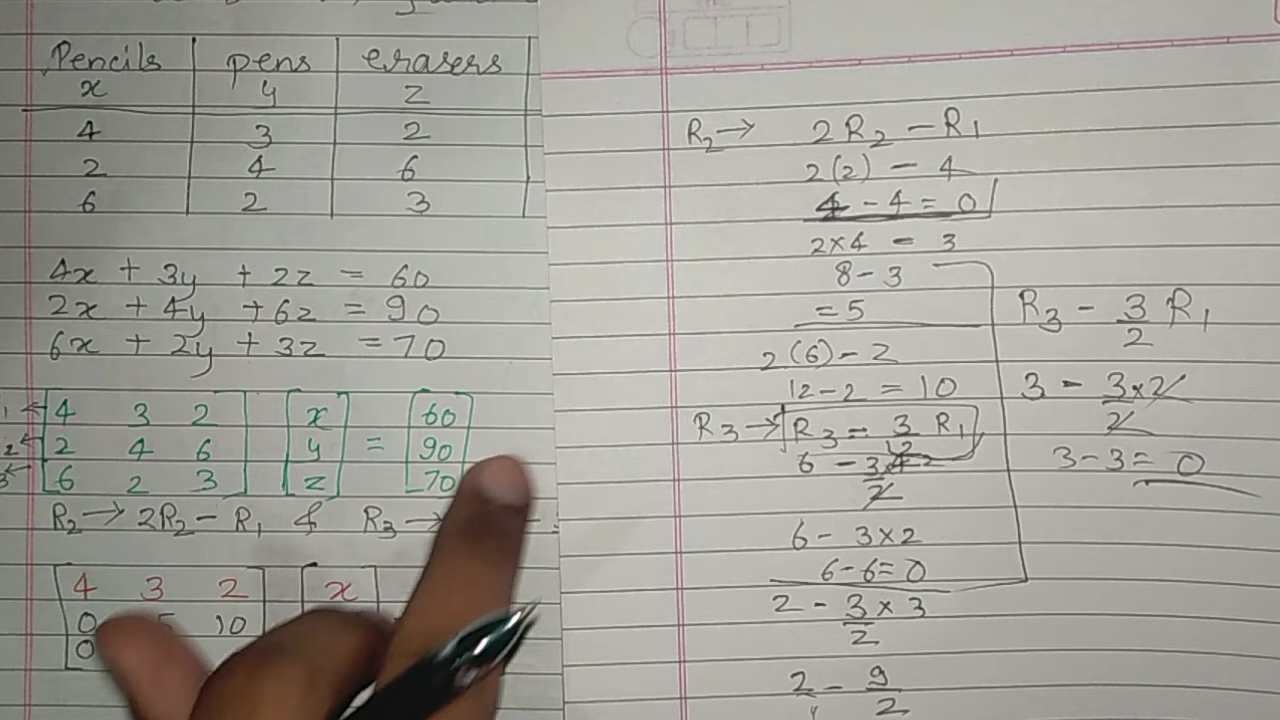 Pencils pens erasers
x y z
4 3 2
2 4 6
6 2 3
4x + 3y + 2z = 60
2x + 4y + 6z = 90
6x + 2y + 3z = 70
4 3 2 x 60
2 4 6 y = 90
6 2 3 z 70
R2 → 2R2 - R1 & R3 →
4 3 2 x
0 5 10
0
R2 → 2R2 - R1
2(2) - 4
4 - 4 = 0
2×4 - 3
8 - 3
= 5
2(6) - 2
12 - 2 = 10
R3 → R3 - 3/2 R1
6 - 3×4/2
6 - 3×2
6 - 6 = 0
2 - 3/2 × 3
2 - 9/2
R3 - 3/2 R1
3 - 3×2/2
3 - 3 = 0